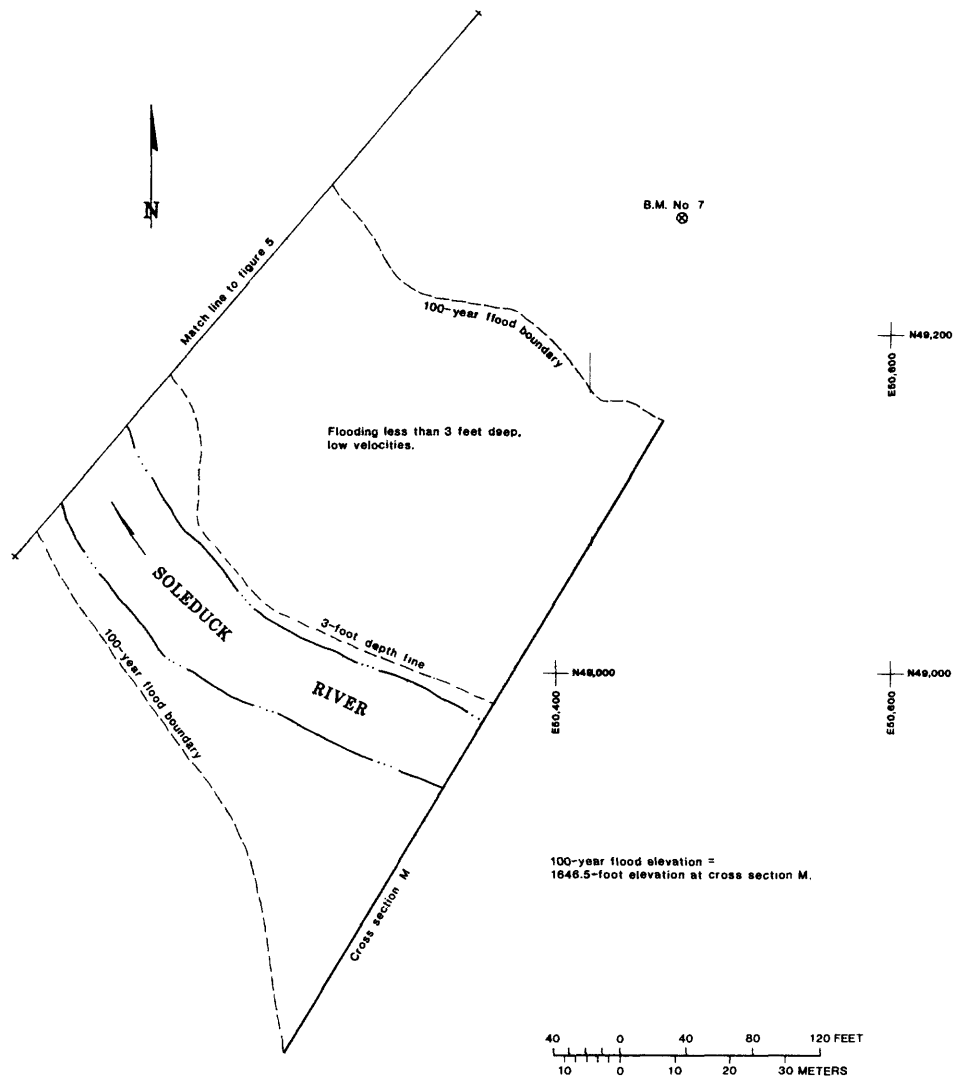 N
B.M. No 7
Match line to figure 5
100-year flood boundary
N49,200
E50,600
Flooding less than 3 feet deep,
low velocities.
SOLEDUCK
RIVER
3-foot depth line
100-year flood boundary
N49,000
E50,400
N49,000
E50,600
Cross section M
100-year flood elevation =
1646.5-foot elevation at cross section M.
40 0 40 80 120 FEET
10 0 10 20 30 METERS